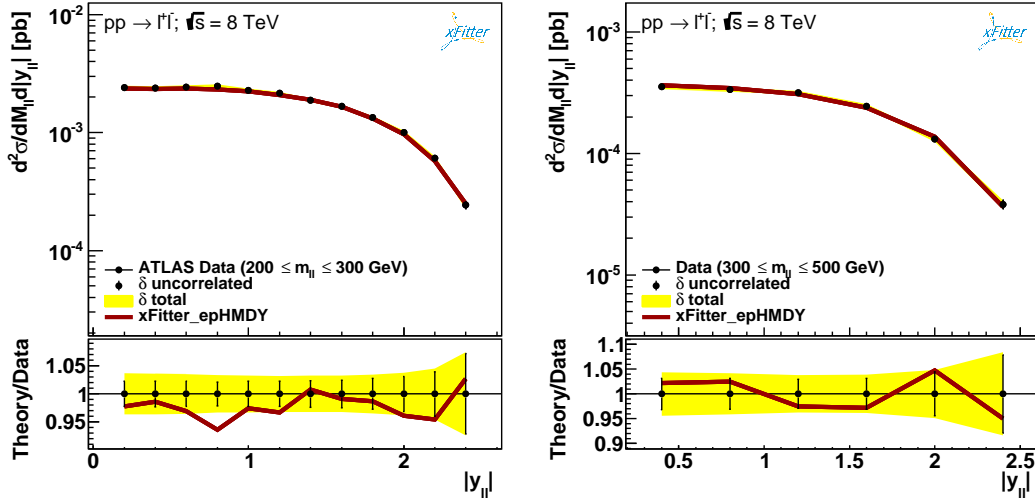 pp → l⁺l⁻; √s = 8 TeV
xFitter
d²σ/dM_ll d|y_ll| [pb]
10⁻²
10⁻³
10⁻⁴
ATLAS Data (200 ≤ m_ll ≤ 300 GeV)
δ uncorrelated
δ total
xFitter_epHMDY
Theory/Data
1.05
1
0.95
0
1
2
|y_ll|
pp → l⁺l⁻; √s = 8 TeV
xFitter
d²σ/dM_ll d|y_ll| [pb]
10⁻³
10⁻⁴
10⁻⁵
Data (300 ≤ m_ll ≤ 500 GeV)
δ uncorrelated
δ total
xFitter_epHMDY
Theory/Data
1.1
1.05
1
0.95
0.9
0.5
1
1.5
2
2.5
|y_ll|